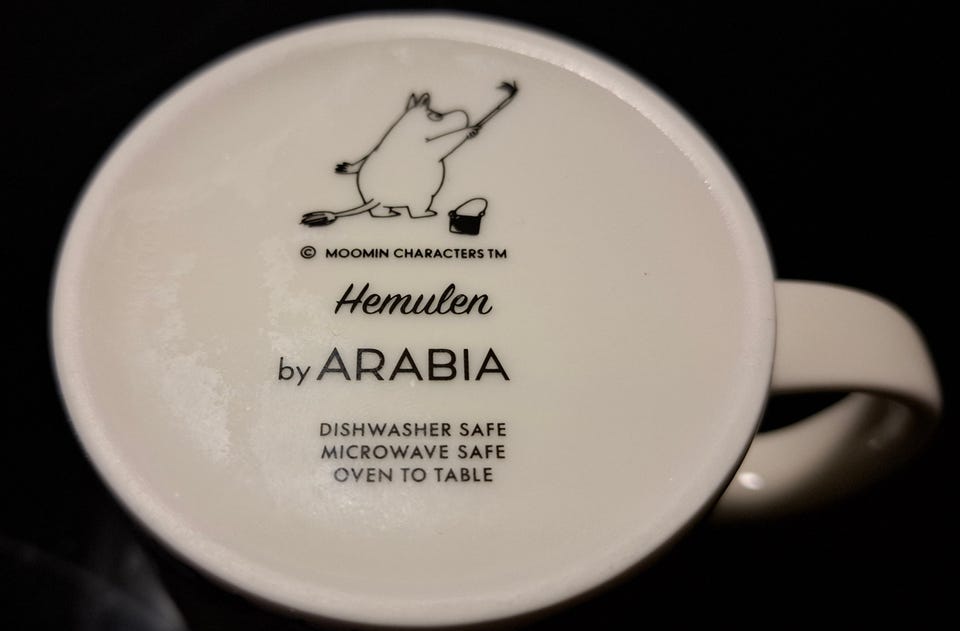 © MOOMIN CHARACTERS TM
Hemulen
by ARABIA
DISHWASHER SAFE
MICROWAVE SAFE
OVEN TO TABLE